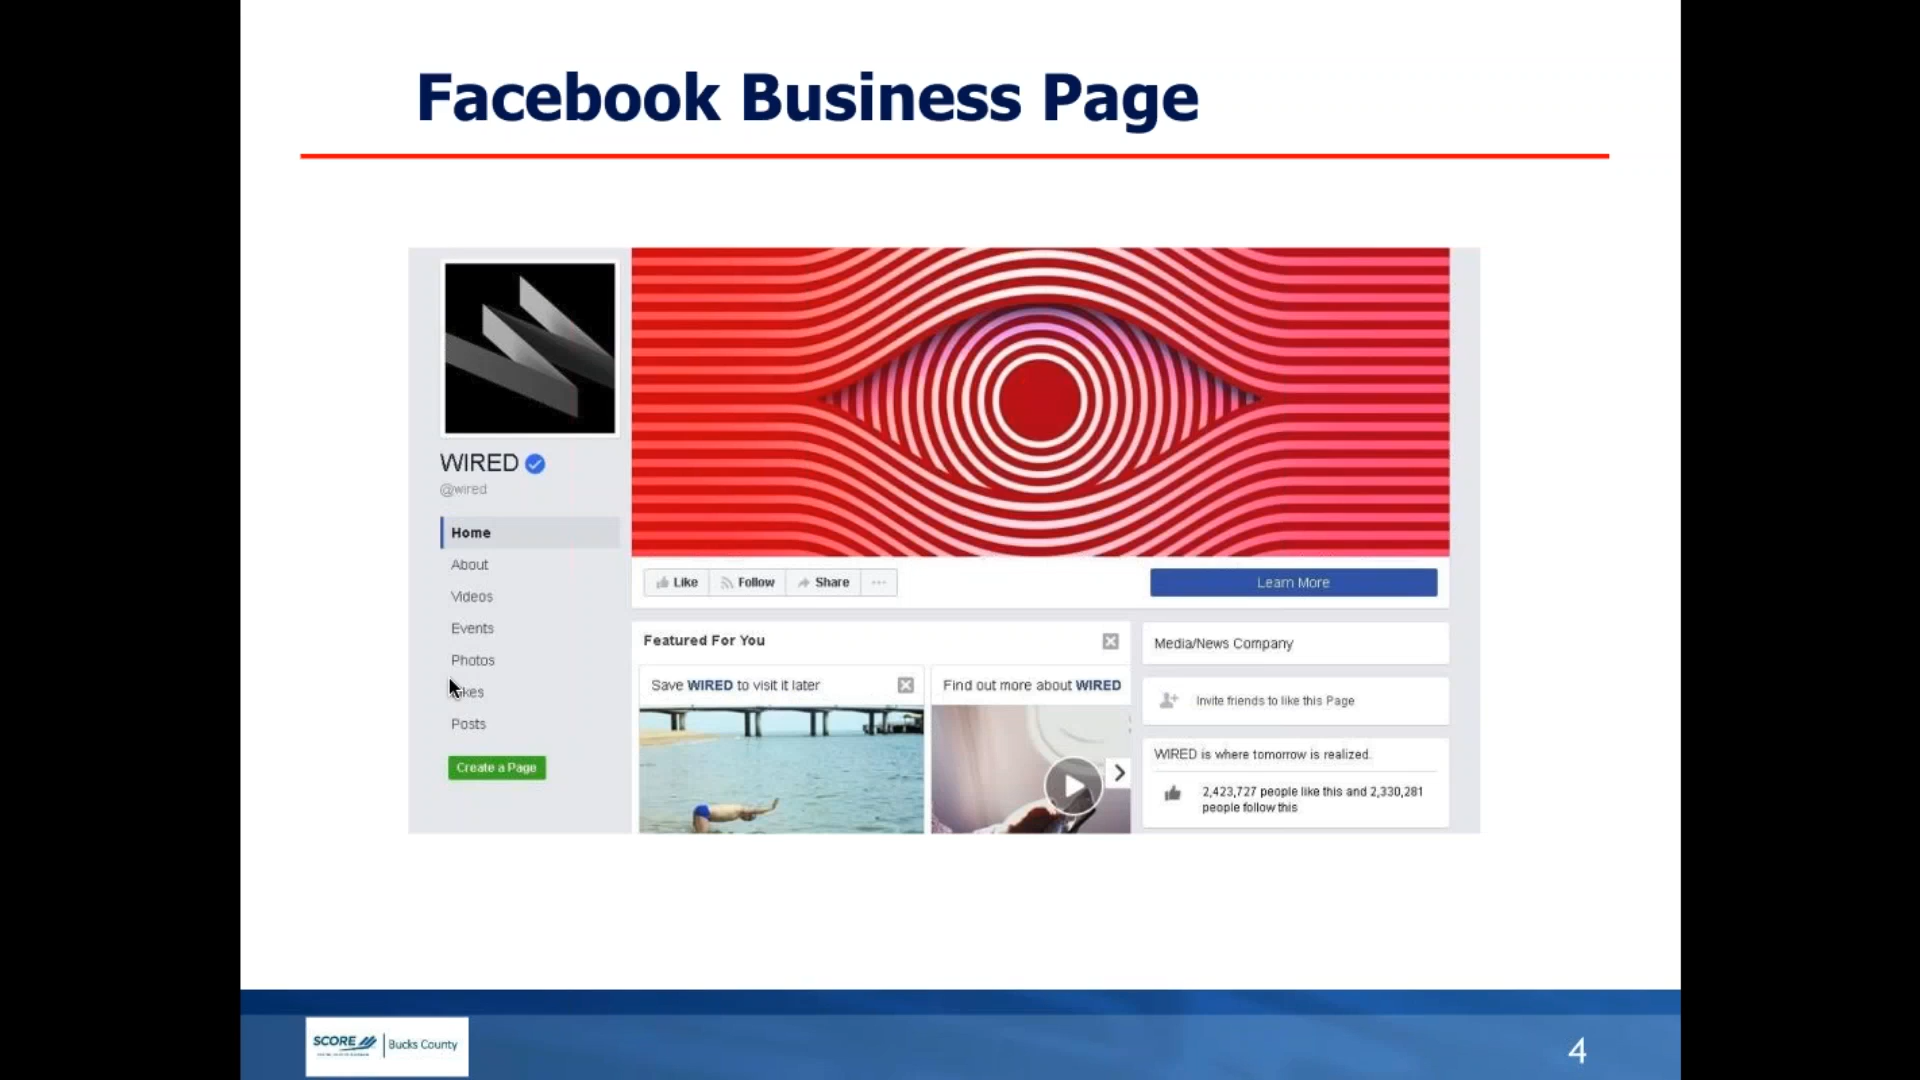 Facebook Business Page
WIRED
@wired
Home
About
Videos
Events
Photos
kes
Posts
Create a Page
Like
Follow
Share
Learn More
Featured For You
Save WIRED to visit it later
Find out more about WIRED
Media/News Company
Invite friends to like this Page
WIRED is where tomorrow is realized.
2,423,727 people like this and 2,330,281
people follow this
SCORE
Bucks County
4